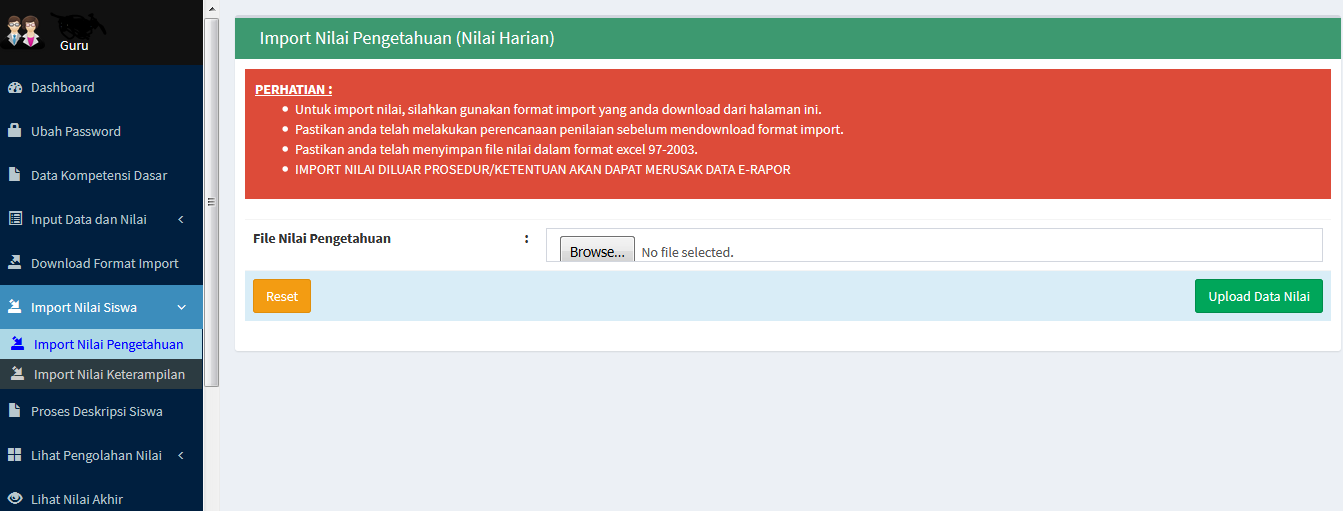 Guru
Dashboard
Ubah Password
Data Kompetensi Dasar
Input Data dan Nilai
Download Format Import
Import Nilai Siswa
Import Nilai Pengetahuan
Import Nilai Keterampilan
Proses Deskripsi Siswa
Lihat Pengolahan Nilai
Lihat Nilai Akhir
Import Nilai Pengetahuan (Nilai Harian)
PERHATIAN :
Untuk import nilai, silahkan gunakan format import yang anda download dari halaman ini.
Pastikan anda telah melakukan perencanaan penilaian sebelum mendownload format import.
Pastikan anda telah menyimpan file nilai dalam format excel 97-2003.
IMPORT NILAI DILUAR PROSEDUR/KETENTUAN AKAN DAPAT MERUSAK DATA E-RAPOR
File Nilai Pengetahuan : Browse... No file selected.
Reset Upload Data Nilai